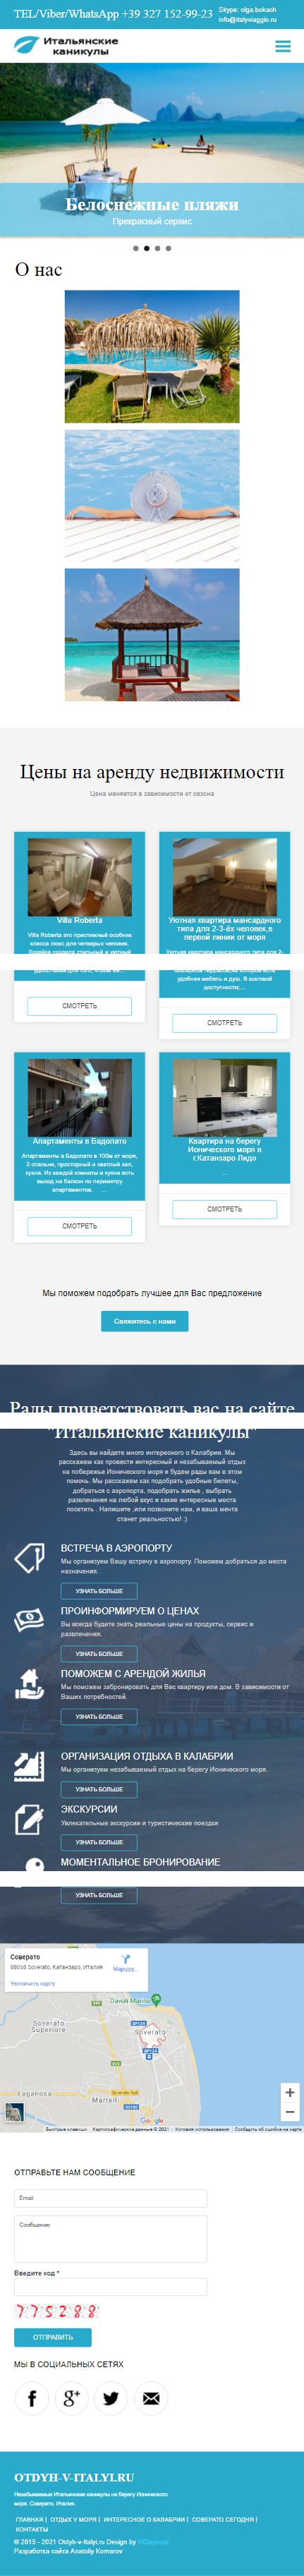 TEL/Viber/WhatsApp +39 327 152-99-23
Skype: olga.bokach
info@italyviaggio.ru
Итальянские
каникулы
Белоснежные пляжи
Прекрасный сервис
О нас
Цены на аренду недвижимости
Цена меняется в зависимости от сезона
Villa Roberta
Villa Roberta это престижный особняк
класса люкс для четверых человек.
Хозяйка создала стильный и уютный
СМОТРЕТЬ
Уютная квартира мансардного
типа для 2-3-ёх человек,в
первой линии от моря
Уютная квартира мансардного типа для 2-
удобная мебель и душ. В шаговой
доступности;...
СМОТРЕТЬ
Апартаменты в Бадолато
Апартаменты в Бадолато в 100м от мори,
2 спальни, просторный и светлый зал,
кухня. Из каждой комнаты и кухни есть
выход на балкон по периметру
апартаментов. ...
СМОТРЕТЬ
Квартира на берегу
Ионического моря в
г.Катанзаро Лидо
...
СМОТРЕТЬ
Мы поможем подобрать лучшее для Вас предложение
Свяжитесь с нами
Рады приветствовать вас на сайте
"Итальянские каникулы"
Здесь вы найдете много интересного о Калабрии. Мы
расскажем как провести интересный и незабываемый отдых
на побережье Ионического моря и будем рады вам в этом
помочь. Мы расскажем как подобрать удобные билеты,
добраться с аэропорта, подобрать жилье , выбрать
развлечения на любой вкус и какие интересные места
посетить . Напишите ,или позвоните нам, и ваша мечта
станет реальностью! :)
ВСТРЕЧА В АЭРОПОРТУ
Мы организуем Вашу встречу в аэропорту. Поможем добраться до места
назначения.
УЗНАТЬ БОЛЬШЕ
ПРОИНФОРМИРУЕМ О ЦЕНАХ
Вы всегда будете знать реальные цены на продукты, сервис и
развлечения.
УЗНАТЬ БОЛЬШЕ
ПОМОЖЕМ С АРЕНДОЙ ЖИЛЬЯ
Мы поможем забронировать для Вас квартиру или дом. В зависимости от
Ваших потребностей.
УЗНАТЬ БОЛЬШЕ
ОРГАНИЗАЦИЯ ОТДЫХА В КАЛАБРИИ
Мы организуем незабываемый отдых на берегу Ионического моря.
УЗНАТЬ БОЛЬШЕ
ЭКСКУРСИИ
Увлекательные экскурсии и туристические поездки
УЗНАТЬ БОЛЬШЕ
МОМЕНТАЛЬНОЕ БРОНИРОВАНИЕ
УЗНАТЬ БОЛЬШЕ
Соверато
88068 Soverato, Катандзаро, Италия
Увеличить карту
Davoli Marina
Soverato
Superiore
Soverato
Laganosa
Martelli
Google
Быстрые клавиши Картографические данные © 2021 Условия использования Сообщить об ошибке на карте
ОТПРАВЬТЕ НАМ СООБЩЕНИЕ
Email
Сообщение
Введите код *
775288
ОТПРАВИТЬ
МЫ В СОЦИАЛЬНЫХ СЕТЯХ
OTDYH-V-ITALYI.RU
Незабываемые Итальянские каникулы на берегу Ионического
моря. Соверато. Италия.
ГЛАВНАЯ | ОТДЫХ У МОРЯ | ИНТЕРЕСНОЕ О КАЛАБРИИ | СОВЕРАТО СЕГОДНЯ |
КОНТАКТЫ
© 2015 - 2021 Otdyh-v-italyi.ru Design by W3layouts
Разработка сайта Anatoliy Komarov